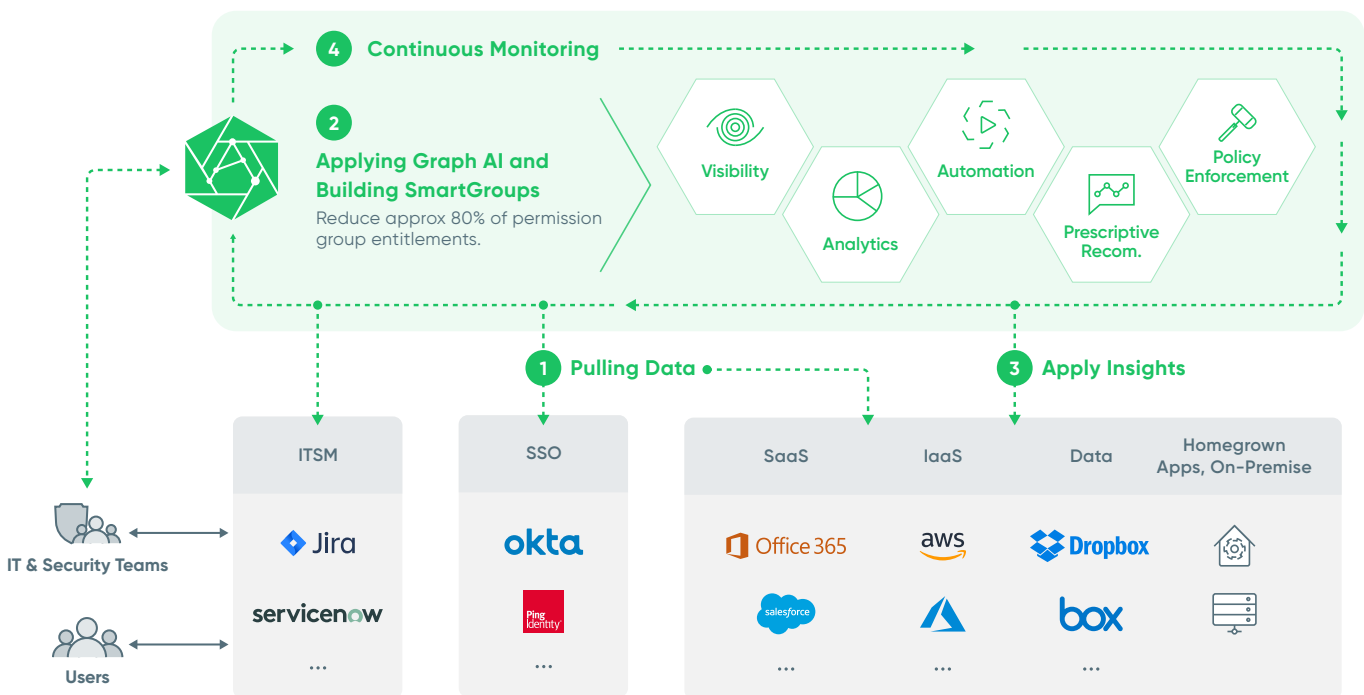 4 Continuous Monitoring
2
Applying Graph AI and
Building SmartGroups
Reduce approx 80% of permission
group entitlements.
Visibility
Analytics
Automation
Prescriptive
Recom.
Policy
Enforcement
1 Pulling Data
3 Apply Insights
ITSM
Jira
servicenow
...
SSO
okta
Ping
Identity®
...
SaaS
IaaS
Data
Homegrown
Apps, On-Premise
Office 365
aws
Dropbox
salesforce
box
...
...
...
IT & Security Teams
Users